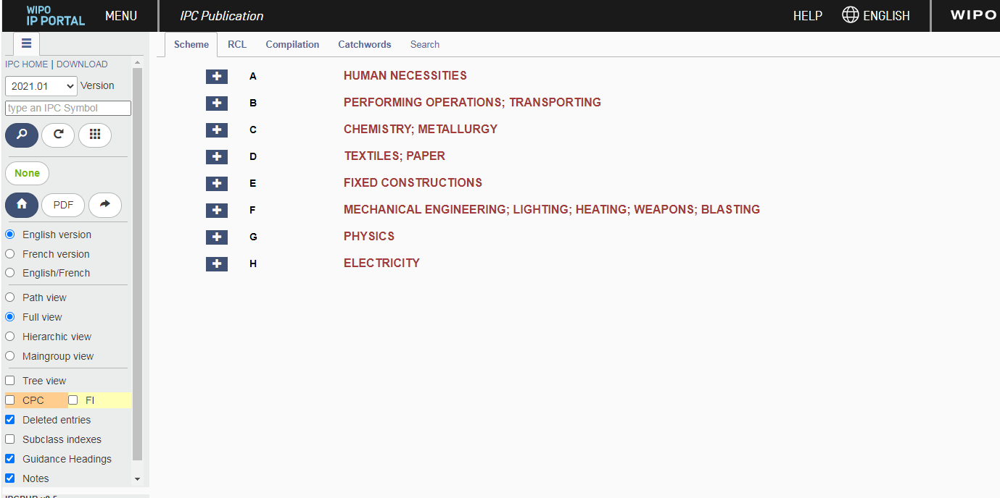 WIPO
IP PORTAL
MENU
IPC Publication
HELP
ENGLISH
WIPO
IPC HOME | DOWNLOAD
2021.01
Version
type an IPC Symbol
None
PDF
English version
French version
English/French
Path view
Full view
Hierarchic view
Maingroup view
Tree view
CPC
FI
Deleted entries
Subclass indexes
Guidance Headings
Notes
Scheme
RCL
Compilation
Catchwords
Search
A HUMAN NECESSITIES
B PERFORMING OPERATIONS; TRANSPORTING
C CHEMISTRY; METALLURGY
D TEXTILES; PAPER
E FIXED CONSTRUCTIONS
F MECHANICAL ENGINEERING; LIGHTING; HEATING; WEAPONS; BLASTING
G PHYSICS
H ELECTRICITY